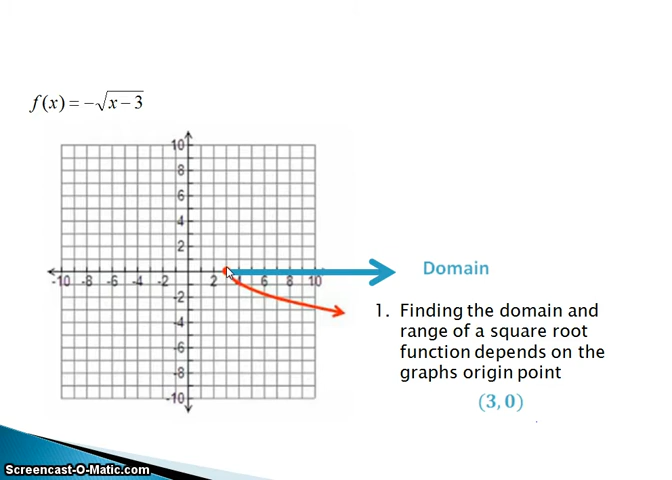 f(x) = −√x − 3
10
8
6
4
2
-10 -8 -6 -4 -2 2 4 6 8 10
-2
-4
-6
-8
-10
Domain
1. Finding the domain and
range of a square root
function depends on the
graphs origin point
(3, 0)
Screencast-O-Matic.com